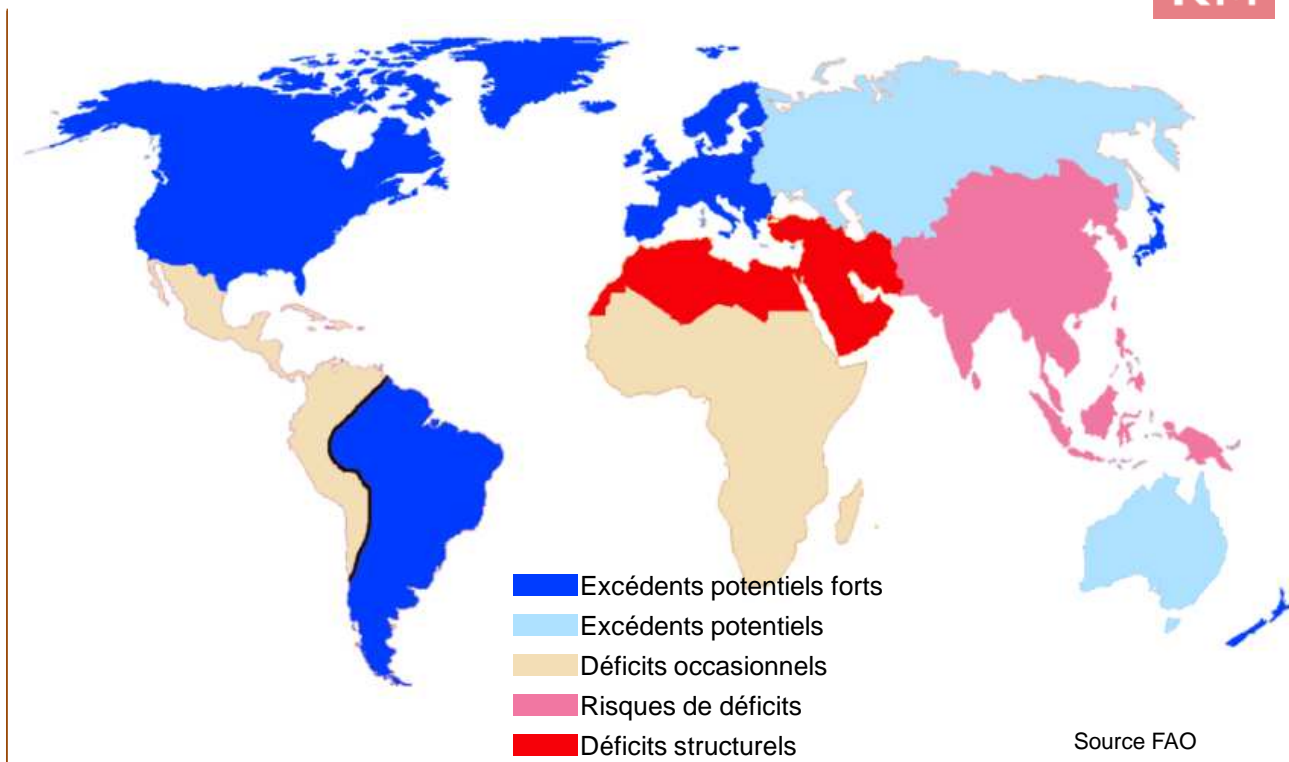 Excédents potentiels forts
Excédents potentiels
Déficits occasionnels
Risques de déficits
Déficits structurels
Source FAO